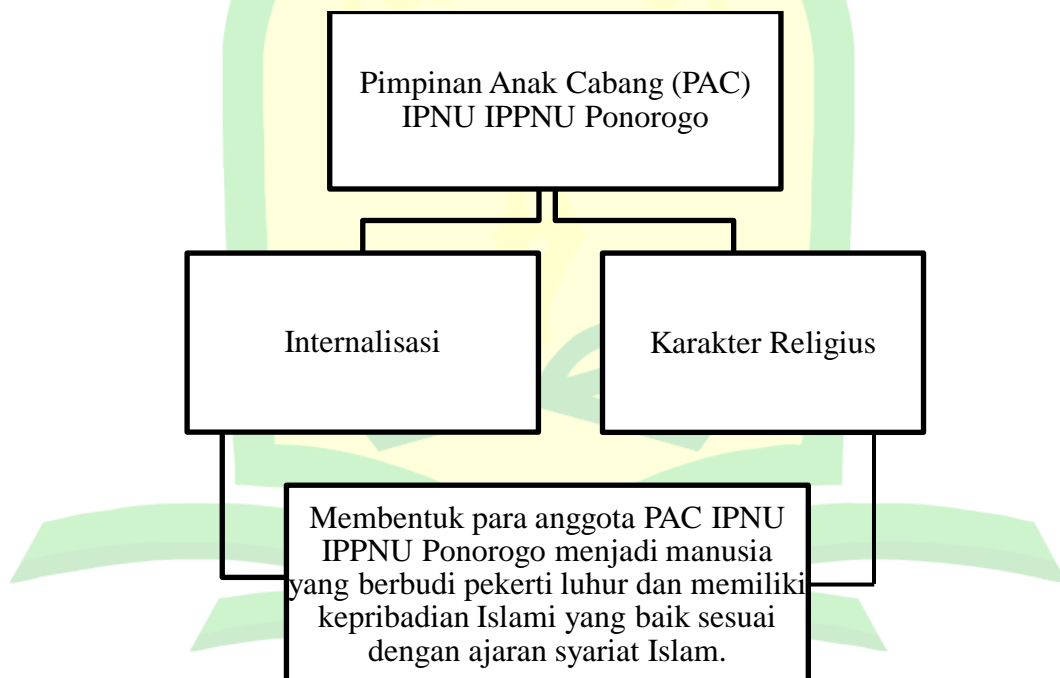 Pimpinan Anak Cabang (PAC)
IPNU IPPNU Ponorogo
Internalisasi
Karakter Religius
Membentuk para anggota PAC IPNU
IPPNU Ponorogo menjadi manusia
yang berbudi pekerti luhur dan memiliki
kepribadian Islami yang baik sesuai
dengan ajaran syariat Islam.